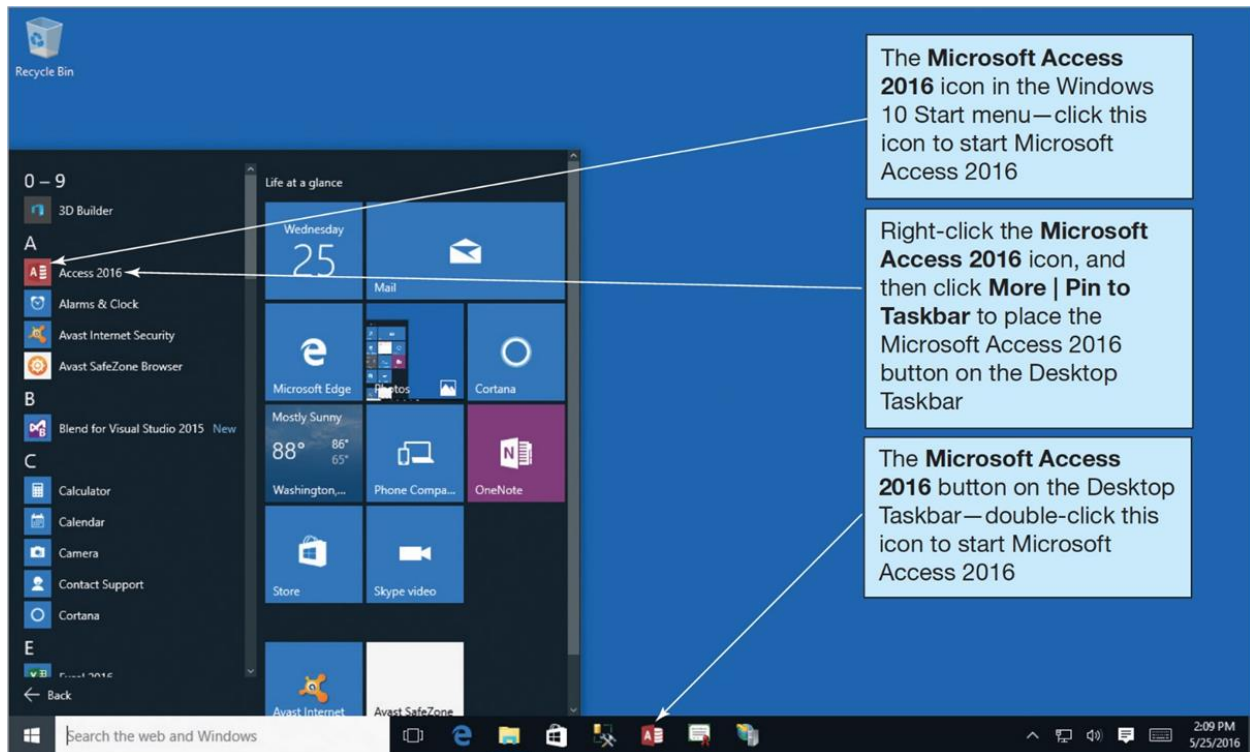 Recycle Bin
0 – 9
3D Builder
A
Access 2016
Alarms & Clock
Avast Internet Security
Avast SafeZone Browser
B
Blend for Visual Studio 2015 New
C
Calculator
Calendar
Camera
Contact Support
Cortana
E
Excel 2016
Back
Life at a glance
Wednesday
25
Mail
Microsoft Edge
Photos
Cortana
Mostly Sunny
88° 86°
65°
Washington,...
Phone Compa...
OneNote
Store
Skype video
Avast Internet
Avast SafeZone
Search the web and Windows
2:09 PM
5/25/2016
The Microsoft Access
2016 icon in the Windows
10 Start menu—click this
icon to start Microsoft
Access 2016
Right-click the Microsoft
Access 2016 icon, and
then click More | Pin to
Taskbar to place the
Microsoft Access 2016
button on the Desktop
Taskbar
The Microsoft Access
2016 button on the Desktop
Taskbar—double-click this
icon to start Microsoft
Access 2016